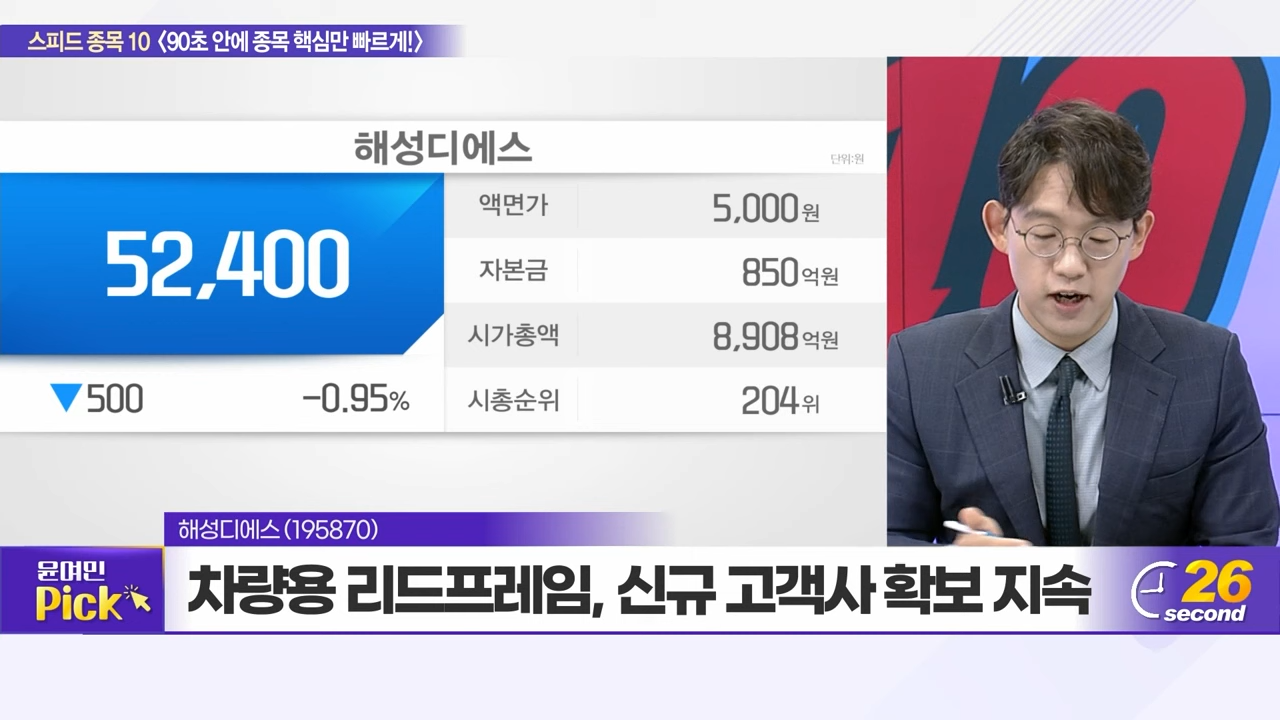 스피드 종목 10 〈90초 안에 종목 핵심만 빠르게!〉
해성디에스
단위:원
52,400
▼500 -0.95%
액면가 5,000원
자본금 850억원
시가총액 8,908억원
시총순위 204위
10
해성디에스 (195870)
윤여민
Pick
차량용 리드프레임, 신규 고객사 확보 지속
26
second